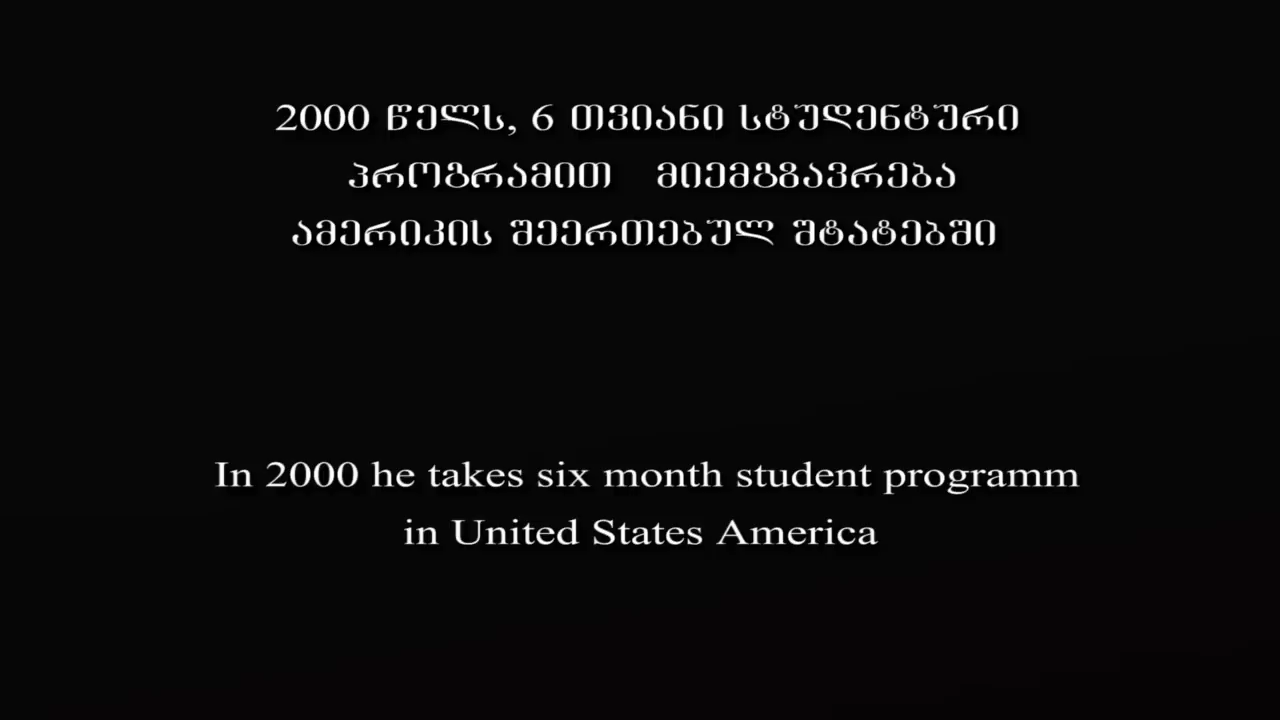 2000 წელს, 6 თვიანი სტუდენტური
პროგრამით მიემგზავრება
ამერიკის შეერთებულ შტატებში
In 2000 he takes six month student programm
in United States America